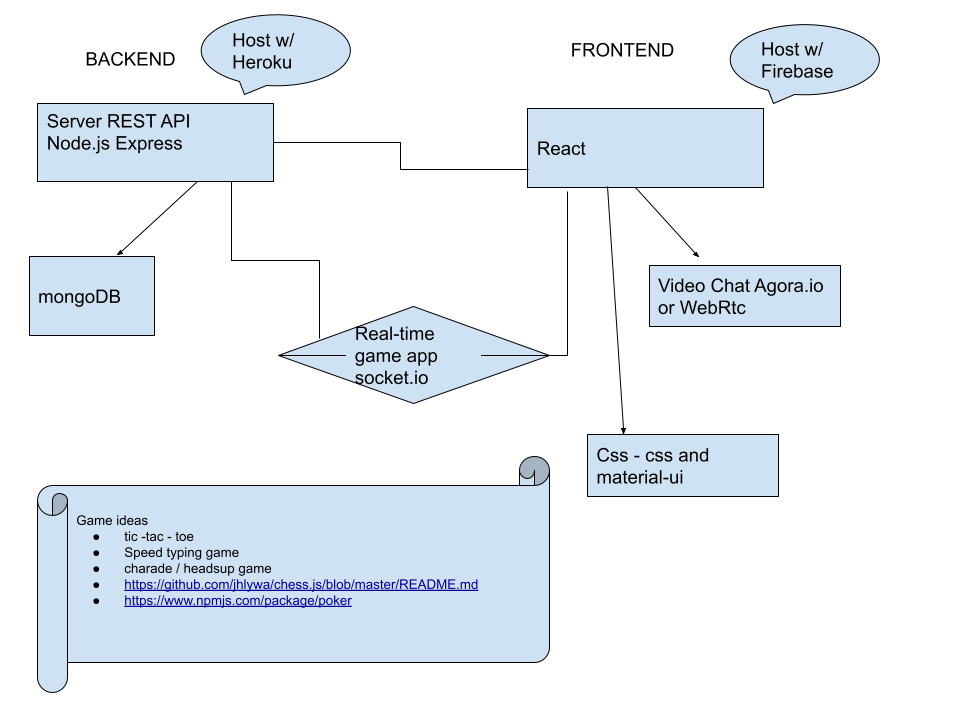 BACKEND
Host w/
Heroku
FRONTEND
Host w/
Firebase
Server REST API
Node.js Express
React
mongoDB
Video Chat Agora.io
or WebRtc
Real-time
game app
socket.io
Css - css and
material-ui
Game ideas
● tic -tac - toe
● Speed typing game
● charade / headsup game
● https://github.com/jhlywa/chess.js/blob/master/README.md
● https://www.npmjs.com/package/poker